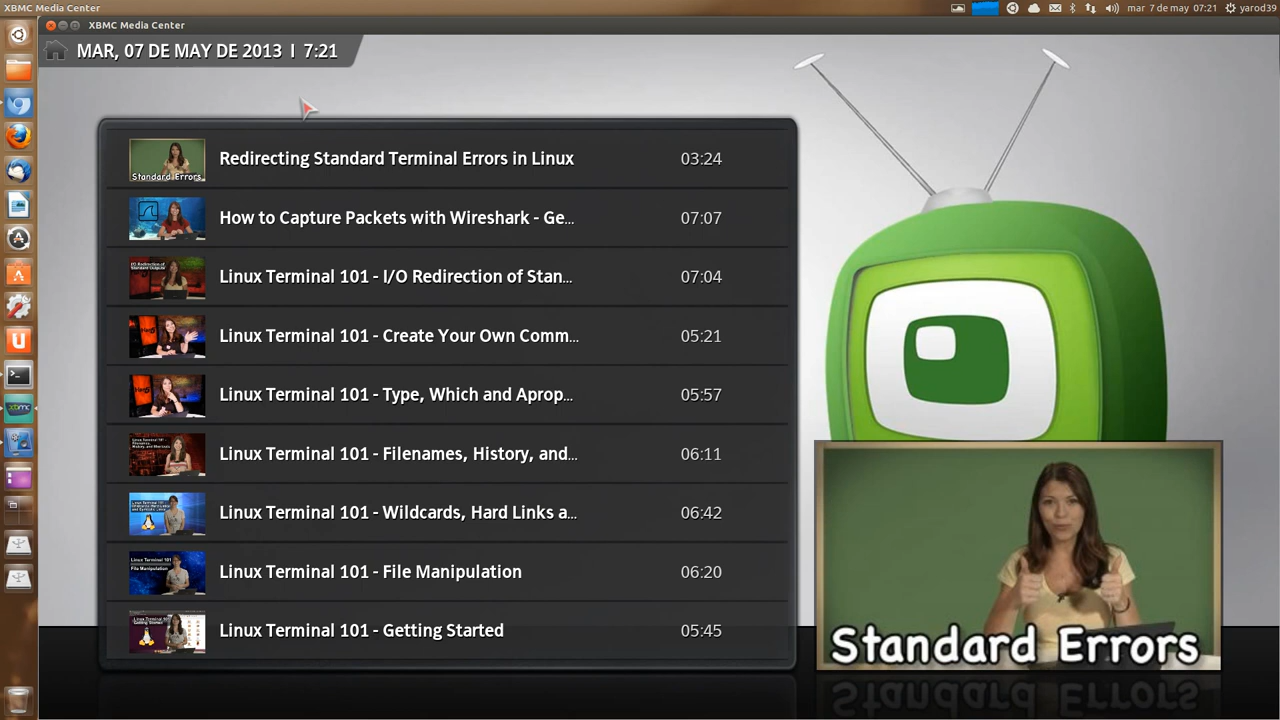 XBMC Media Center
mar 7 de may 07:21 yarod39
XBMC Media Center
MAR, 07 DE MAY DE 2013 | 7:21
Redirecting Standard Terminal Errors in Linux 03:24
How to Capture Packets with Wireshark - Ge... 07:07
Linux Terminal 101 - I/O Redirection of Stan... 07:04
Linux Terminal 101 - Create Your Own Comm... 05:21
Linux Terminal 101 - Type, Which and Aprop... 05:57
Linux Terminal 101 - Filenames, History, and... 06:11
Linux Terminal 101 - Wildcards, Hard Links a... 06:42
Linux Terminal 101 - File Manipulation 06:20
Linux Terminal 101 - Getting Started 05:45
Standard Errors
Standard Errors